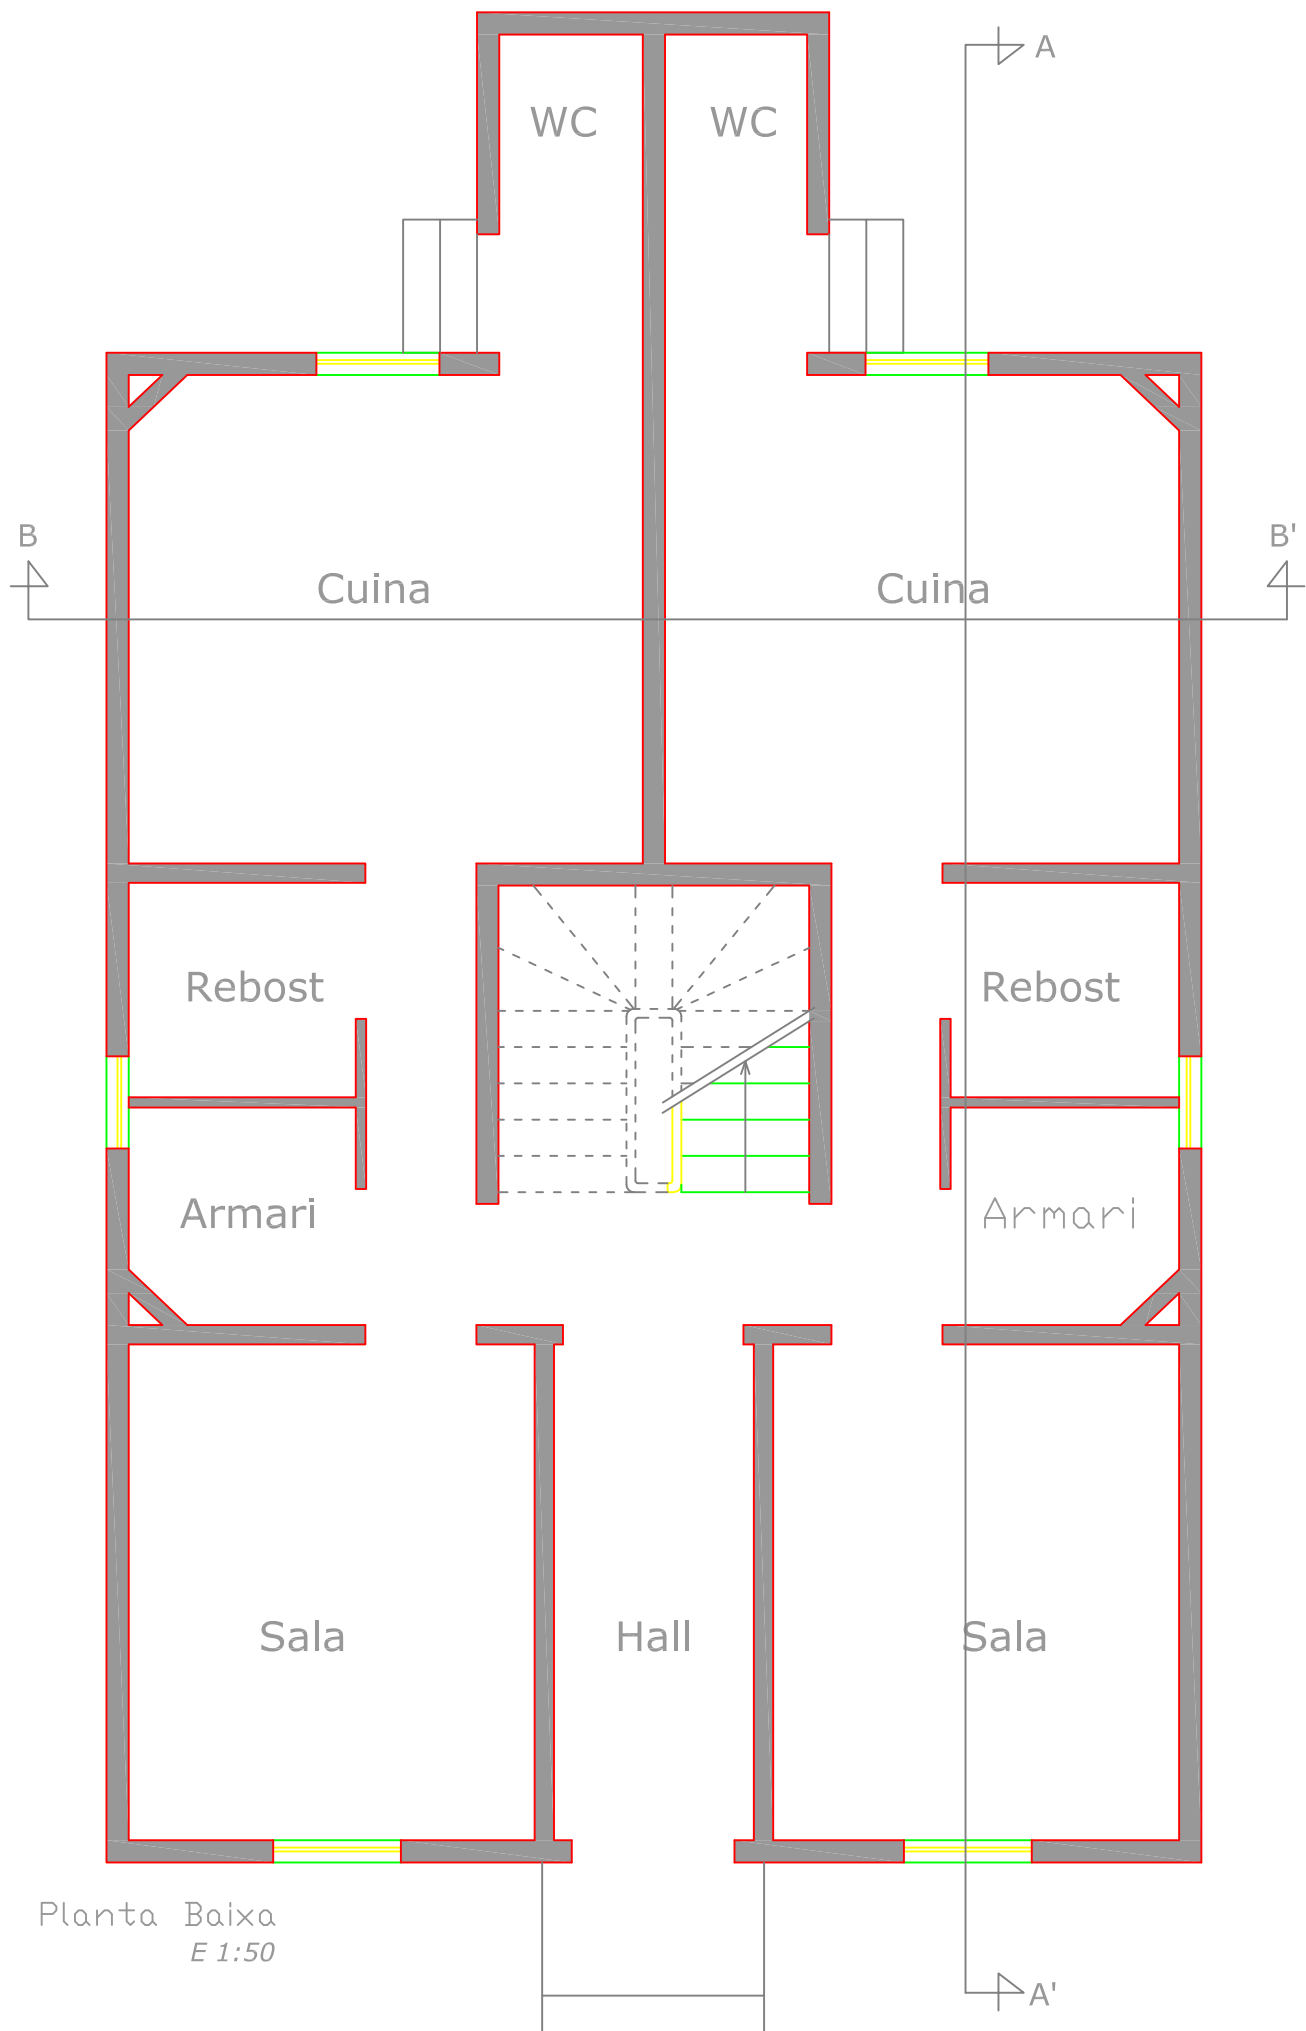 A
WC WC
B B'
Cuina Cuina
Rebost Rebost
Armari Armari
Sala Hall Sala
Planta Baixa
E 1:50
A'